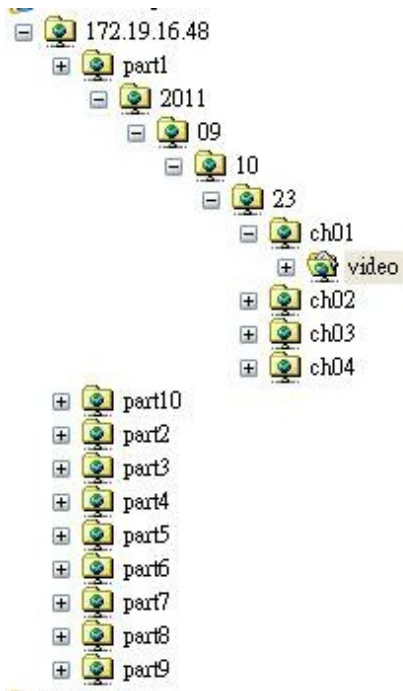 172.19.16.48
part1
2011
09
10
23
ch01
video
ch02
ch03
ch04
part10
part2
part3
part4
part5
part6
part7
part8
part9